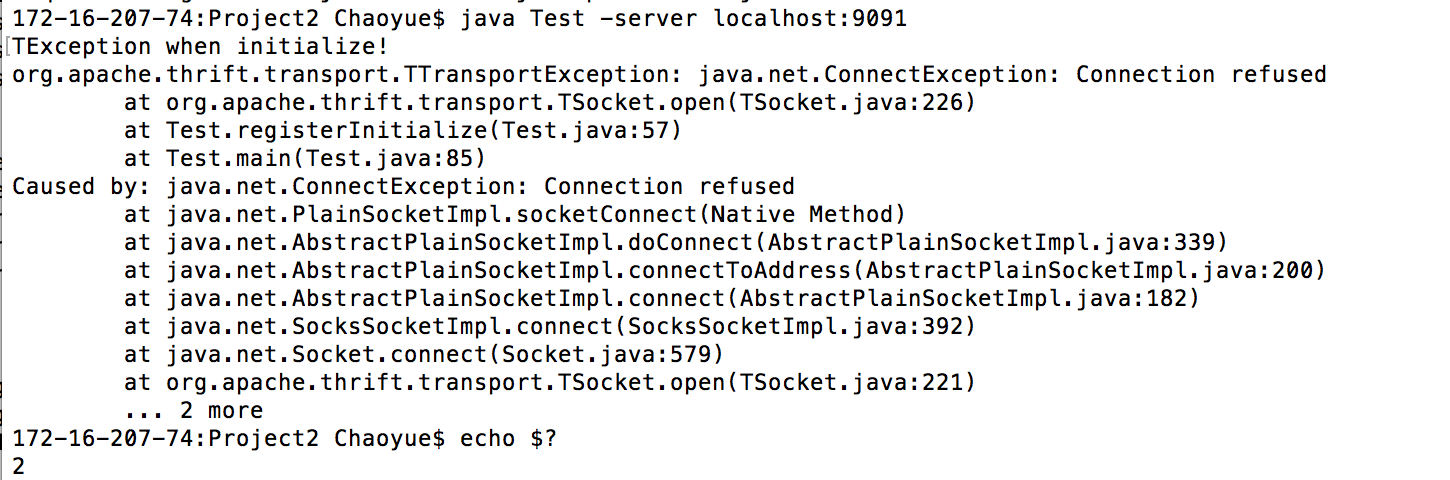 172-16-207-74:Project2 Chaoyue$ java Test -server localhost:9091
[TException when initialize!
org.apache.thrift.transport.TTransportException: java.net.ConnectException: Connection refused
        at org.apache.thrift.transport.TSocket.open(TSocket.java:226)
        at Test.registerInitialize(Test.java:57)
        at Test.main(Test.java:85)
Caused by: java.net.ConnectException: Connection refused
        at java.net.PlainSocketImpl.socketConnect(Native Method)
        at java.net.AbstractPlainSocketImpl.doConnect(AbstractPlainSocketImpl.java:339)
        at java.net.AbstractPlainSocketImpl.connectToAddress(AbstractPlainSocketImpl.java:200)
        at java.net.AbstractPlainSocketImpl.connect(AbstractPlainSocketImpl.java:182)
        at java.net.SocksSocketImpl.connect(SocksSocketImpl.java:392)
        at java.net.Socket.connect(Socket.java:579)
        at org.apache.thrift.transport.TSocket.open(TSocket.java:221)
        ... 2 more
172-16-207-74:Project2 Chaoyue$ echo $?
2